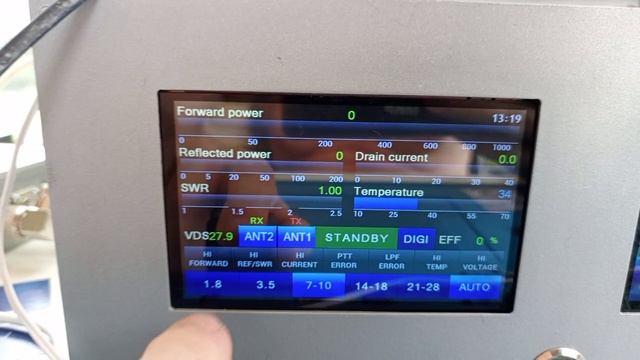 Forward power 0 13:19
0 50 200 400 600 800 1000
Reflected power 0 Drain current 0.0
0 5 20 50 100 200 0 10 20 30 40
SWR 1.00 Temperature 34
1 1.5 2 2.5 10 25 40 55 70
RX TX
VDS27.9 ANT2 ANT1 STANDBY DIGI EFF 0 %
HI HI HI PTT LPF HI HI
FORWARD REF/SWR CURRENT ERROR ERROR TEMP VOLTAGE
1.8 3.5 7-10 14-18 21-28 AUTO